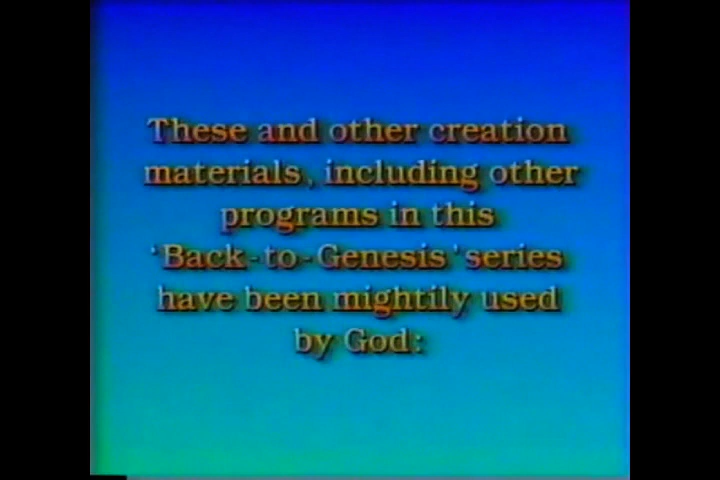 These and other creation
materials, including other
programs in this
'Back-to-Genesis' series
have been mightily used
by God: